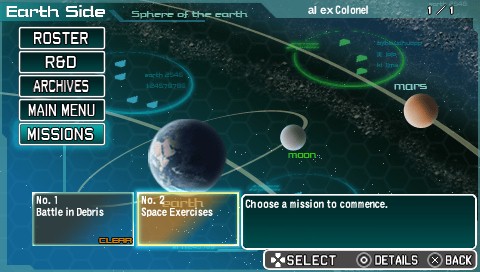 Earth Side
Sphere of the earth
al ex Colonel
1 / 1
ROSTER
R&D
ARCHIVES
MAIN MENU
MISSIONS
mars
moon
earth
No. 1
Battle in Debris
CLEAR
No. 2
Space Exercises
Choose a mission to commence.
SELECT
DETAILS
BACK